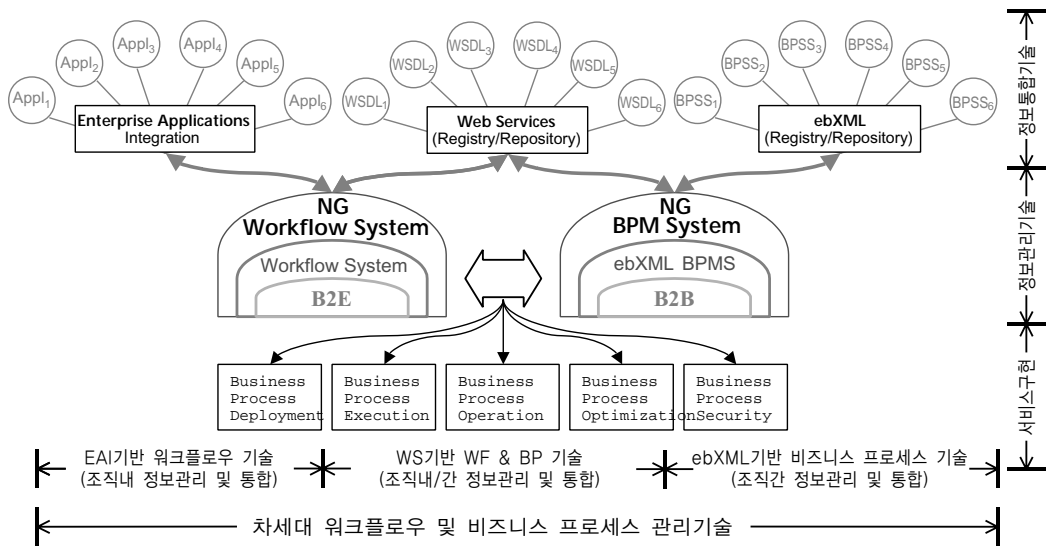 Appl1
Appl2
Appl3
Appl4
Appl5
Appl6
Enterprise Applications
Integration
WSDL1
WSDL2
WSDL3
WSDL4
WSDL5
WSDL6
Web Services
(Registry/Repository)
BPSS1
BPSS2
BPSS3
BPSS4
BPSS5
BPSS6
ebXML
(Registry/Repository)
정보통합기술
NG
Workflow System
Workflow System
B2E
NG
BPM System
ebXML BPMS
B2B
정보관리기술
Business
Process
Deployment
Business
Process
Execution
Business
Process
Operation
Business
Process
Optimization
Business
Process
Security
서비스구현
EAI기반 워크플로우 기술
(조직내 정보관리 및 통합)
WS기반 WF & BP 기술
(조직내/간 정보관리 및 통합)
ebXML기반 비즈니스 프로세스 기술
(조직간 정보관리 및 통합)
차세대 워크플로우 및 비즈니스 프로세스 관리기술